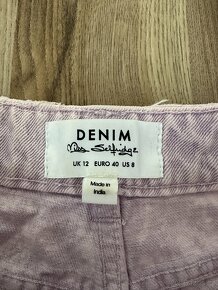 DENIM
Miss Selfridge
UK 12 EURO 40 US 8
Made in
India